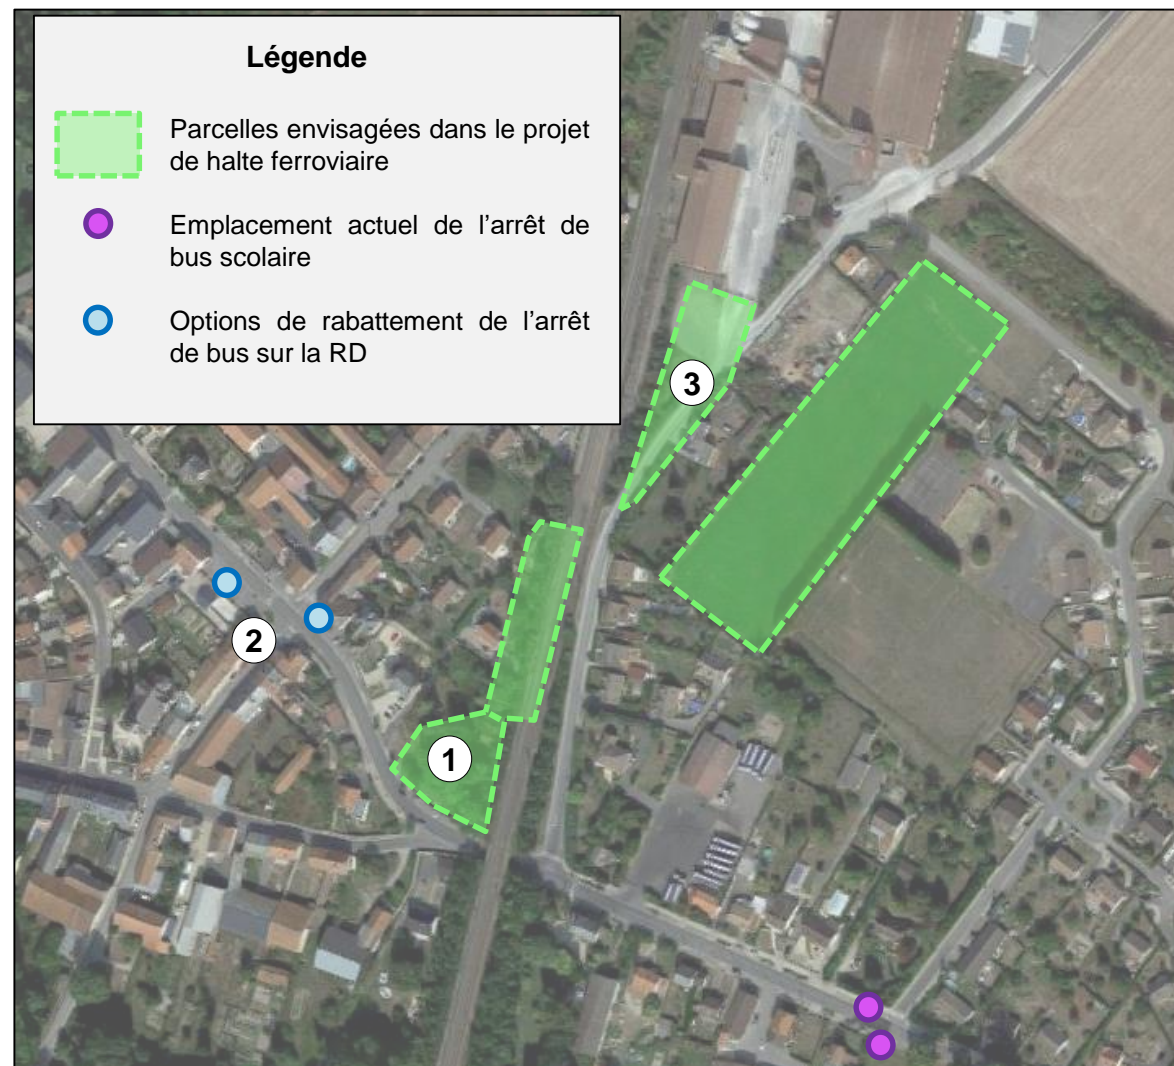 Légende
Parcelles envisagées dans le projet
de halte ferroviaire
Emplacement actuel de l’arrêt de
bus scolaire
Options de rabattement de l’arrêt
de bus sur la RD
3
2
1